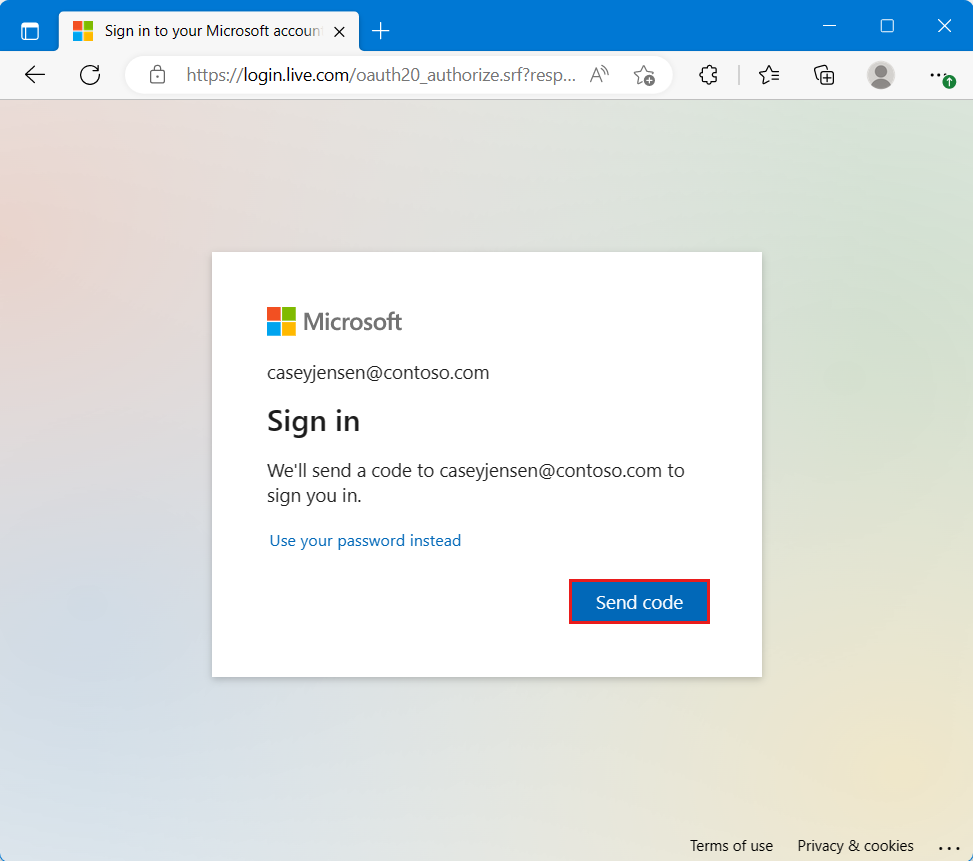 Sign in to your Microsoft accoun
https://login.live.com/oauth20_authorize.srf?resp...
Microsoft
caseyjensen@contoso.com
Sign in
We'll send a code to caseyjensen@contoso.com to
sign you in.
Use your password instead
Send code
Terms of use Privacy & cookies ...